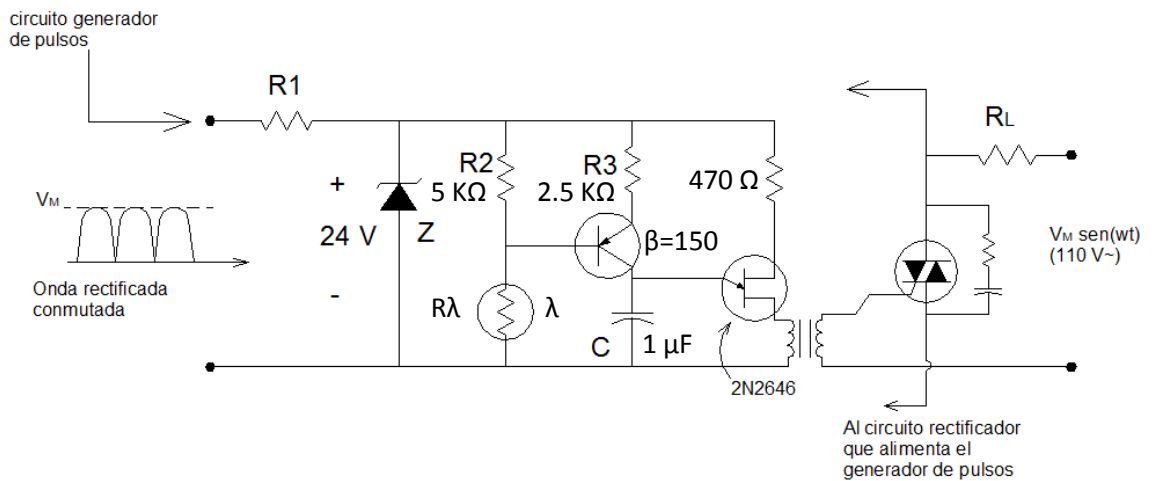 circuito generador
de pulsos
R1
R2
5 KΩ
R3
2.5 KΩ
470 Ω
RL
+
24 V
Z
-
VM
β=150
VM sen(wt)
(110 V~)
Onda rectificada
conmutada
Rλ
λ
C
1 µF
2N2646
Al circuito rectificador
que alimenta el
generador de pulsos